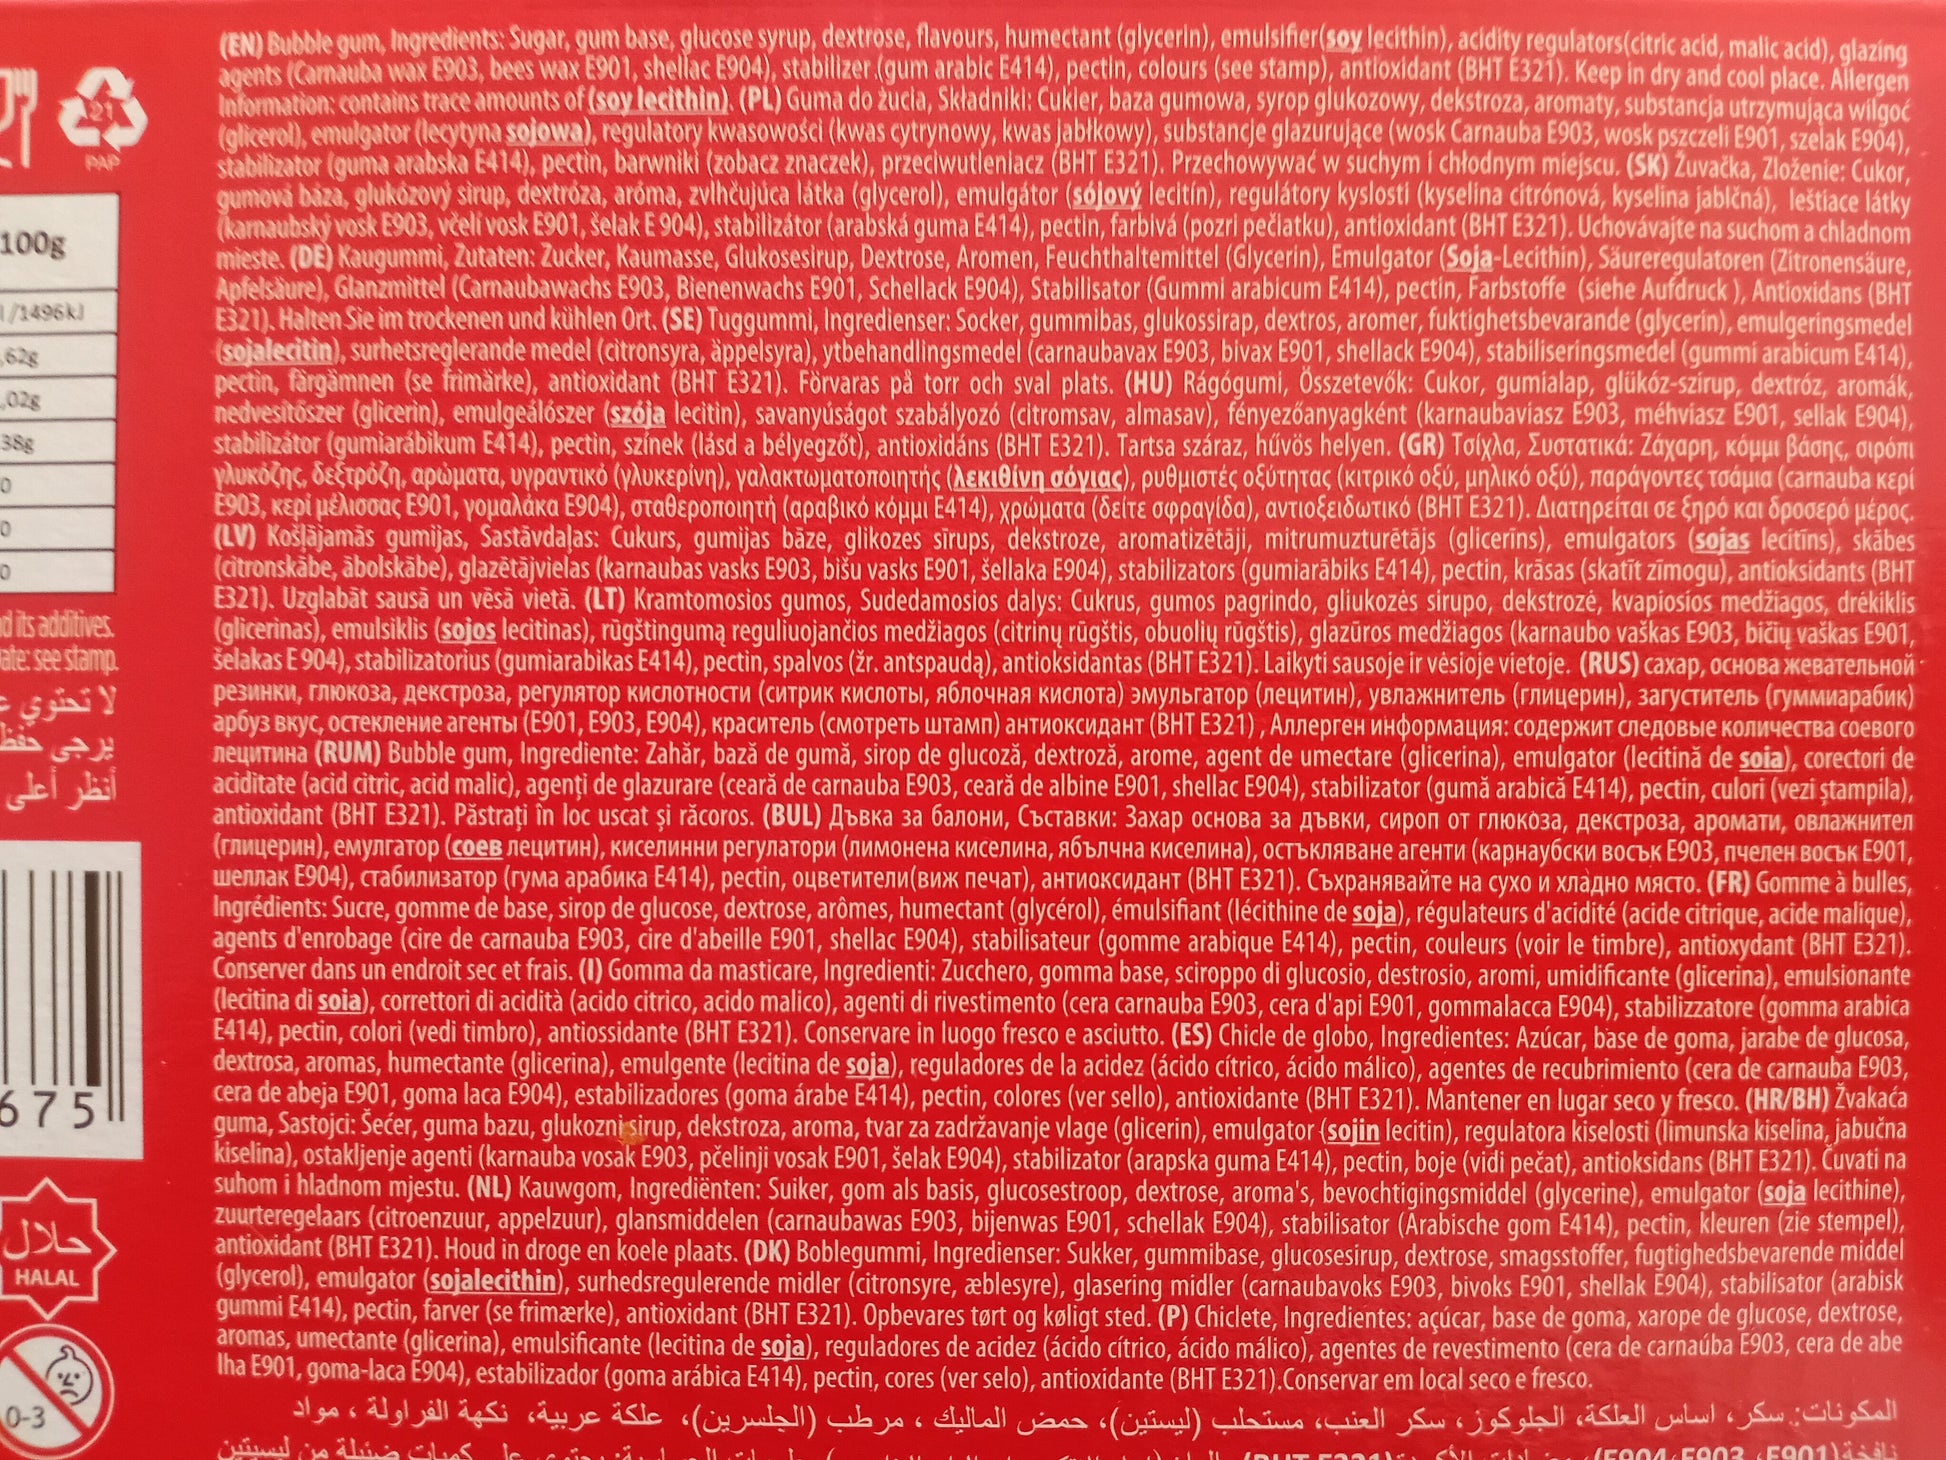 21
PAP
100g
/1496kJ
,62g
,02g
38g
0
0
0
d its additives.
ate: see stamp.
لا تحتوي
يرجى حفظ
أنظر أعلى
675
حلال
HALAL
0-3
(EN) Bubble gum, Ingredients: Sugar, gum base, glucose syrup, dextrose, flavours, humectant (glycerin), emulsifier(soy lecithin), acidity regulators(citric acid, malic acid), glazing
agents (Carnauba wax E903, bees wax E901, shellac E904), stabilizer (gum arabic E414), pectin, colours (see stamp), antioxidant (BHT E321). Keep in dry and cool place. Allergen
Information: contains trace amounts of (soy lecithin). (PL) Guma do żucia, Składniki: Cukier, baza gumowa, syrop glukozowy, dekstroza, aromaty, substancja utrzymująca wilgoć
(glicerol), emulgator (lecytyna sojowa), regulatory kwasowości (kwas cytrynowy, kwas jabłkowy), substancje glazurujące (wosk Carnauba E903, wosk pszczeli E901, szelak E904),
stabilizator (guma arabska E414), pectin, barwniki (zobacz znaczek), przeciwutleniacz (BHT E321). Przechowywać w suchym i chłodnym miejscu. (SK) Žuvačka, Zloženie: Cukor,
gumová báza, glukózový sirup, dextróza, aróma, zvlhčujúca látka (glycerol), emulgátor (sójový lecitín), regulátory kyslosti (kyselina citrónová, kyselina jablčná), leštiace látky
(karnaubský vosk E903, včelí vosk E901, šelak E 904), stabilizátor (arabská guma E414), pectin, farbivá (pozri pečiatku), antioxidant (BHT E321). Uchovávajte na suchom a chladnom
mieste. (DE) Kaugummi, Zutaten: Zucker, Kaumasse, Glukosesirup, Dextrose, Aromen, Feuchthaltemittel (Glycerin), Emulgator (Soja-Lecithin), Säureregulatoren (Zitronensäure,
Apfelsäure), Glanzmittel (Carnaubawachs E903, Bienenwachs E901, Schellack E904), Stabilisator (Gummi arabicum E414), pectin, Farbstoffe (siehe Aufdruck ), Antioxidans (BHT
E321). Halten Sie im trockenen und kühlen Ort. (SE) Tuggummi, Ingredienser: Socker, gummibas, glukossirap, dextros, aromer, fuktighetsbevarande (glycerin), emulgeringsmedel
(sojalecitin), surhetsreglerande medel (citronsyra, äppelsyra), ytbehandlingsmedel (carnaubavax E903, bivax E901, shellack E904), stabiliseringsmedel (gummi arabicum E414),
pectin, färgämnen (se frimärke), antioxidant (BHT E321). Förvaras på torr och sval plats. (HU) Rágógumi, Összetevők: Cukor, gumialap, glükóz-szirup, dextróz, aromák,
nedvesítőszer (glicerin), emulgeálószer (szója lecitin), savanyúságot szabályozó (citromsav, almasav), fényezőanyagként (karnaubaviasz E903, méhviasz E901, sellak E904),
stabilizátor (gumiarábikum E414), pectin, színek (lásd a bélyegzőt), antioxidáns (BHT E321). Tartsa száraz, hűvös helyen. (GR) Τσίχλα, Συστατικά: Ζάχαρη, κόμμι βάσης, σιρόπι
γλυκόζης, δεξτρόζη, αρώματα, υγραντικό (γλυκερίνη), γαλακτωματοποιητής (λεκιθίνη σόγιας), ρυθμιστές οξύτητας (κιτρικό οξύ, μηλικό οξύ), παράγοντες τσάμια (carnauba κερί
E903, κερί μέλισσας E901, γομαλάκα E904), σταθεροποιητή (αραβικό κόμμι E414), χρώματα (δείτε σφραγίδα), αντιοξειδωτικό (BHT E321). Διατηρείται σε ξηρό και δροσερό μέρος.
(LV) Košļājamās gumijas, Sastāvdaļas: Cukurs, gumijas bāze, glikozes sīrups, dekstroze, aromatizētāji, mitrumuzturētājs (glicerīns), emulgators (sojas lecitīns), skābes
(citronskābe, ābolskābe), glazētājvielas (karnaubas vasks E903, bišu vasks E901, šellaka E904), stabilizators (gumiarābiks E414), pectin, krāsas (skatīt zīmogu), antioksidants (BHT
E321). Uzglabāt sausā un vēsā vietā. (LT) Kramtomosios gumos, Sudedamosios dalys: Cukrus, gumos pagrindo, gliukozės sirupo, dekstrozė, kvapiosios medžiagos, drėkiklis
(glicerinas), emulsiklis (sojos lecitinas), rūgštingumą reguliuojančios medžiagos (citrinų rūgštis, obuolių rūgštis), glazūros medžiagos (karnaubo vaškas E903, bičių vaškas E901,
šelakas E 904), stabilizatorius (gumiarabikas E414), pectin, spalvos (žr. antspaudą), antioksidantas (BHT E321). Laikyti sausoje ir vėsioje vietoje. (RUS) сахар, основа жевательной
резинки, глюкоза, декстроза, регулятор кислотности (ситрик кислоты, яблочная кислота) эмульгатор (лецитин), увлажнитель (глицерин), загуститель (гуммиарабик)
арбуз вкус, остекление агенты (E901, E903, E904), краситель (смотреть штамп) антиоксидант (BHT E321) , Аллерген информация: содержит следовые количества соевого
лецитина (RUM) Bubble gum, Ingrediente: Zahăr, bază de gumă, sirop de glucoză, dextroză, arome, agent de umectare (glicerina), emulgator (lecitină de soia), corectori de
aciditate (acid citric, acid malic), agenți de glazurare (ceară de carnauba E903, ceară de albine E901, shellac E904), stabilizator (gumă arabică E414), pectin, culori (vezi ștampila),
antioxidant (BHT E321). Păstrați în loc uscat și răcoros. (BUL) Дъвка за балони, Съставки: Захар основа за дъвки, сироп от глюкоза, декстроза, аромати, овлажнител
(глицерин), емулгатор (соев лецитин), киселинни регулатори (лимонена киселина, ябълчна киселина), остъкляване агенти (карнаубски восък E903, пчелен восък E901,
шеллак E904), стабилизатор (гума арабика E414), pectin, оцветители(виж печат), антиоксидант (BHT E321). Съхранявайте на сухо и хладно място. (FR) Gomme à bulles,
Ingrédients: Sucre, gomme de base, sirop de glucose, dextrose, arômes, humectant (glycérol), émulsifiant (lécithine de soja), régulateurs d'acidité (acide citrique, acide malique),
agents d'enrobage (cire de carnauba E903, cire d'abeille E901, shellac E904), stabilisateur (gomme arabique E414), pectin, couleurs (voir le timbre), antioxydant (BHT E321).
Conserver dans un endroit sec et frais. (I) Gomma da masticare, Ingredienti: Zucchero, gomma base, sciroppo di glucosio, destrosio, aromi, umidificante (glicerina), emulsionante
(lecitina di soia), correttori di acidità (acido citrico, acido malico), agenti di rivestimento (cera carnauba E903, cera d'api E901, gommalacca E904), stabilizzatore (gomma arabica
E414), pectin, colori (vedi timbro), antiossidante (BHT E321). Conservare in luogo fresco e asciutto. (ES) Chicle de globo, Ingredientes: Azúcar, base de goma, jarabe de glucosa,
dextrosa, aromas, humectante (glicerina), emulgente (lecitina de soja), reguladores de la acidez (ácido cítrico, ácido málico), agentes de recubrimiento (cera de carnauba E903,
cera de abeja E901, goma laca E904), estabilizadores (goma árabe E414), pectin, colores (ver sello), antioxidante (BHT E321). Mantener en lugar seco y fresco. (HR/BH) Žvakaća
guma, Sastojci: Šećer, guma bazu, glukozni sirup, dekstroza, aroma, tvar za zadržavanje vlage (glicerin), emulgator (sojin lecitin), regulatora kiselosti (limunska kiselina, jabučna
kiselina), ostakljenje agenti (karnauba vosak E903, pčelinji vosak E901, šelak E904), stabilizator (arapska guma E414), pectin, boje (vidi pečat), antioksidans (BHT E321). Čuvati na
suhom i hladnom mjestu. (NL) Kauwgom, Ingrediënten: Suiker, gom als basis, glucosestroop, dextrose, aroma's, bevochtigingsmiddel (glycerine), emulgator (soja lecithine),
zuurteregelaars (citroenzuur, appelzuur), glansmiddelen (carnaubawas E903, bijenwas E901, schellak E904), stabilisator (Arabische gom E414), pectin, kleuren (zie stempel),
antioxidant (BHT E321). Houd in droge en koele plaats. (DK) Boblegummi, Ingredienser: Sukker, gummibase, glucosesirup, dextrose, smagsstoffer, fugtighedsbevarende middel
(glycerol), emulgator (sojalecithin), surhedsregulerende midler (citronsyre, æblesyre), glasering midler (carnaubavoks E903, bivoks E901, shellak E904), stabilisator (arabisk
gummi E414), pectin, farver (se frimærke), antioxidant (BHT E321). Opbevares tørt og køligt sted. (P) Chiclete, Ingredientes: açúcar, base de goma, xarope de glucose, dextrose,
aromas, umectante (glicerina), emulsificante (lecitina de soja), reguladores de acidez (ácido cítrico, ácido málico), agentes de revestimento (cera de carnaúba E903, cera de abe
lha E901, goma-laca E904), estabilizador (goma arábica E414), pectin, cores (ver selo), antioxidante (BHT E321).Conservar em local seco e fresco.
المكونات: سكر، اساس العلكة، الجلوكوز، سكر العنب، مستحلب (ليستين)، حمض الماليك ، مرطب (الجلسرين)، علكة عربية، نكهة الفراولة ، مواد
نافخة(E901، E903، E904)